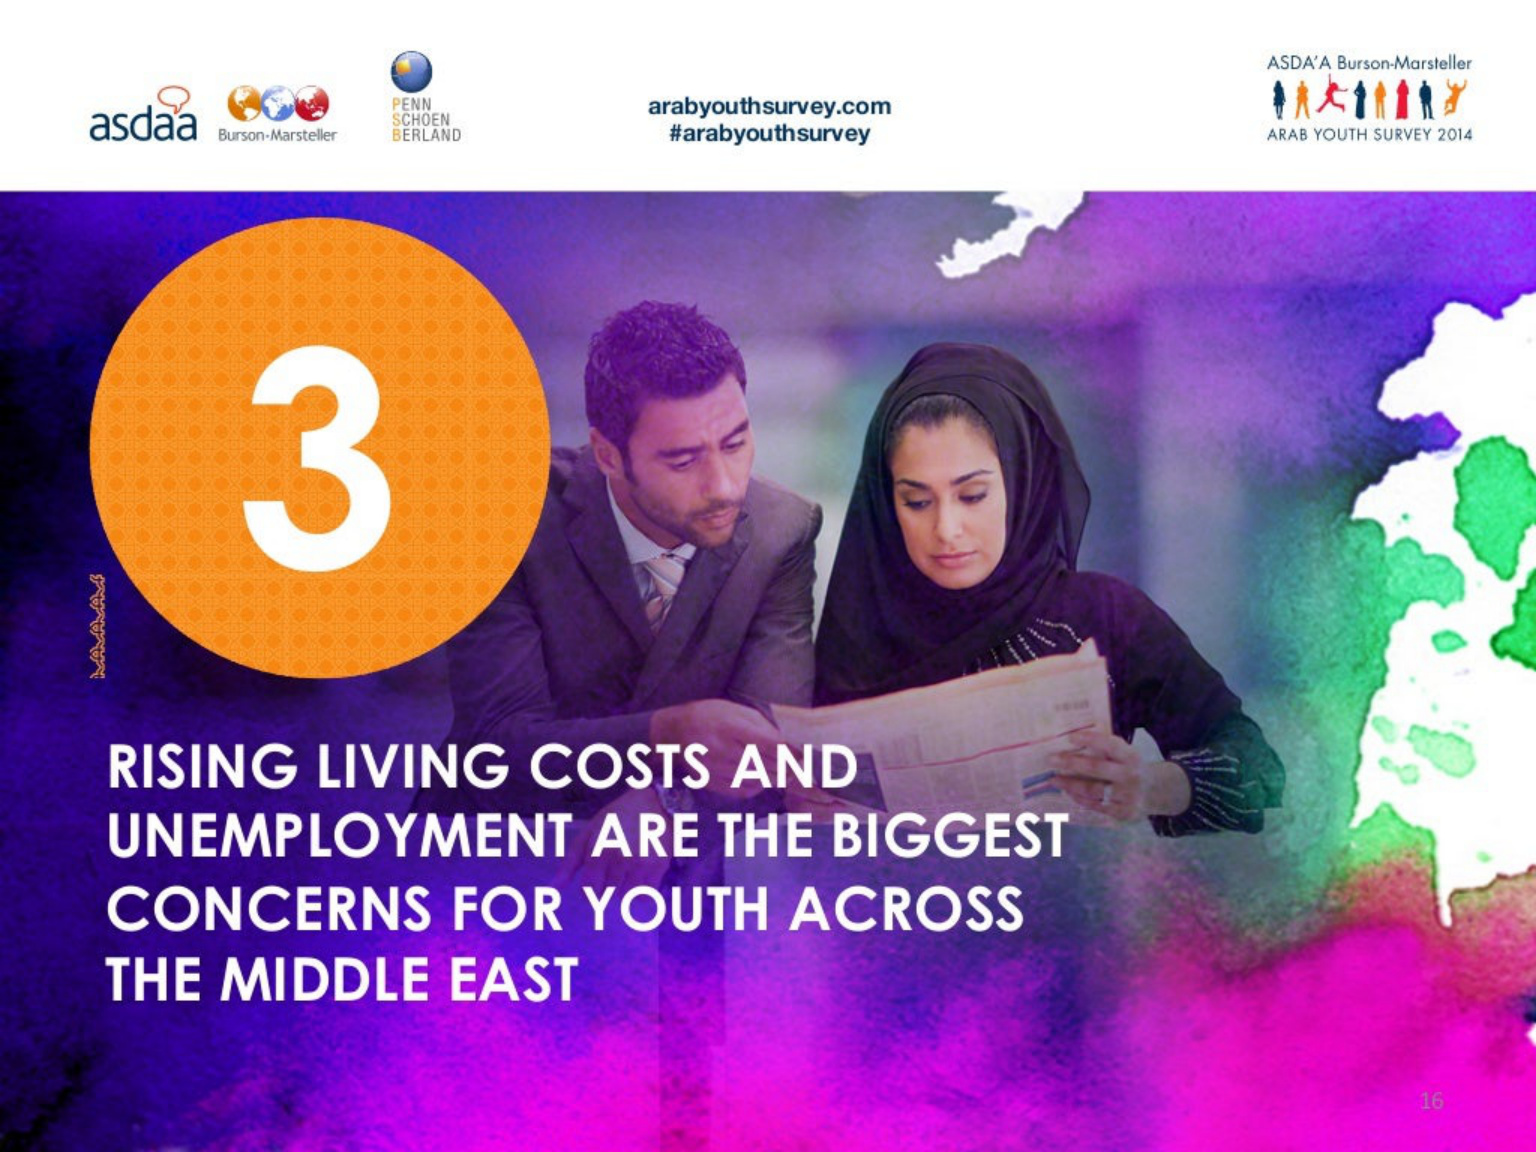 asdaa
Burson·Marsteller
PENN
SCHOEN
BERLAND
arabyouthsurvey.com
#arabyouthsurvey
ASDA'A Burson-Marsteller
ARAB YOUTH SURVEY 2014
3
RISING LIVING COSTS AND
UNEMPLOYMENT ARE THE BIGGEST
CONCERNS FOR YOUTH ACROSS
THE MIDDLE EAST
16